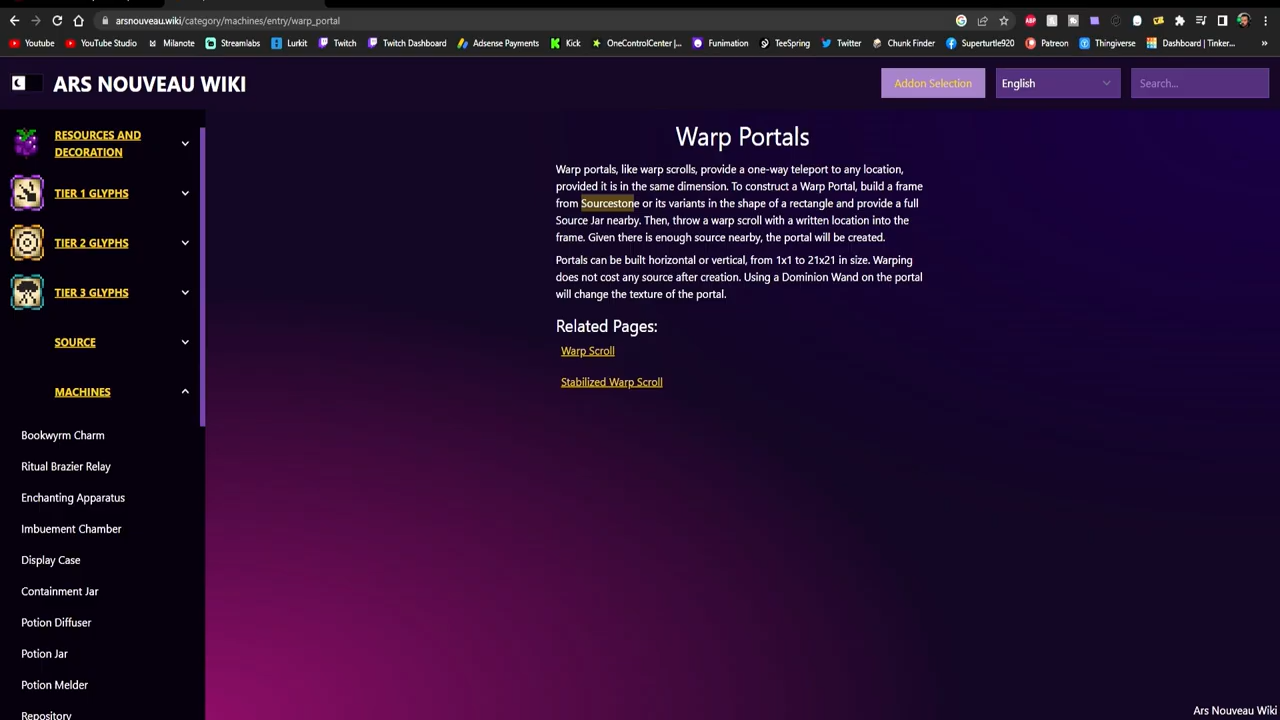 arsnouveau.wiki/category/machines/entry/warp_portal
Youtube YouTube Studio Milanote Streamlabs Lurkit Twitch Twitch Dashboard Adsense Payments Kick OneControlCenter |... Funimation TeeSpring Twitter Chunk Finder Superturtle920 Patreon Thingiverse Dashboard | Tinker... »
ARS NOUVEAU WIKI
Addon Selection
English
Search...
RESOURCES AND
DECORATION
TIER 1 GLYPHS
TIER 2 GLYPHS
TIER 3 GLYPHS
SOURCE
MACHINES
Bookwyrm Charm
Ritual Brazier Relay
Enchanting Apparatus
Imbuement Chamber
Display Case
Containment Jar
Potion Diffuser
Potion Jar
Potion Melder
Repository
Warp Portals
Warp portals, like warp scrolls, provide a one-way teleport to any location,
provided it is in the same dimension. To construct a Warp Portal, build a frame
from Sourcestone or its variants in the shape of a rectangle and provide a full
Source Jar nearby. Then, throw a warp scroll with a written location into the
frame. Given there is enough source nearby, the portal will be created.
Portals can be built horizontal or vertical, from 1x1 to 21x21 in size. Warping
does not cost any source after creation. Using a Dominion Wand on the portal
will change the texture of the portal.
Related Pages:
Warp Scroll
Stabilized Warp Scroll
Ars Nouveau Wiki